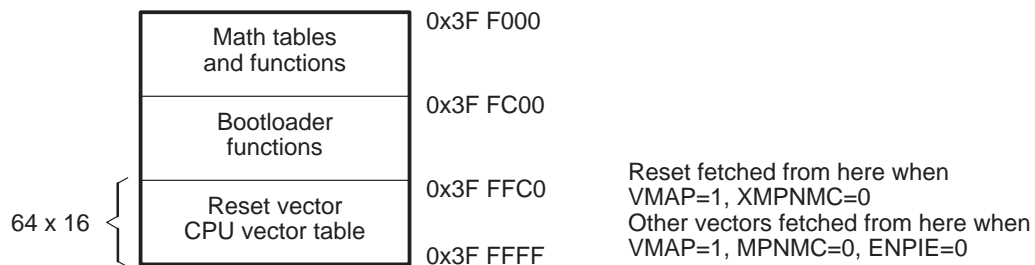 0x3F F000
Math tables
and functions
0x3F FC00
Bootloader
functions
0x3F FFC0
64 x 16
Reset vector
CPU vector table
0x3F FFFF
Reset fetched from here when
VMAP=1, XMPNMC=0
Other vectors fetched from here when
VMAP=1, MPNMC=0, ENPIE=0